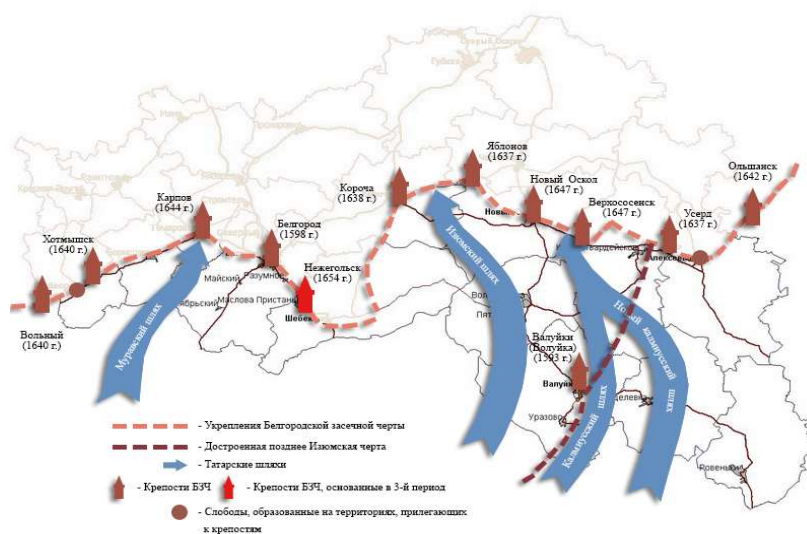 Яблонов
(1637 г.)
Ольшанск
(1642 г.)
Короча
(1638 г.)
Новый Оскол
(1647 г.)
Карпов
(1644 г.)
Верхососенск
(1647 г.)
Усерд
(1637 г.)
Белгород
(1598 г.)
Хотмышск
(1640 г.)
Нежегольск
(1654 г.)
Майский
Разумное
Маслова Пристань
Шебек
Вольный
(1640 г.)
Муравский шлях
Изюмский шлях
Новый калмиусский шлях
Кальмиусский шлях
Валуйки
(Волуйка)
(1593 г.)
Валуйк
Уразово
Ровеньки
- Укрепления Белгородской засечной черты
- Достроенная позднее Изюмская черта
- Татарские шляхи
- Крепости БЗЧ
- Крепости БЗЧ, основанные в 3-й период
- Слободы, образованные на территориях, прилегающих
к крепостям